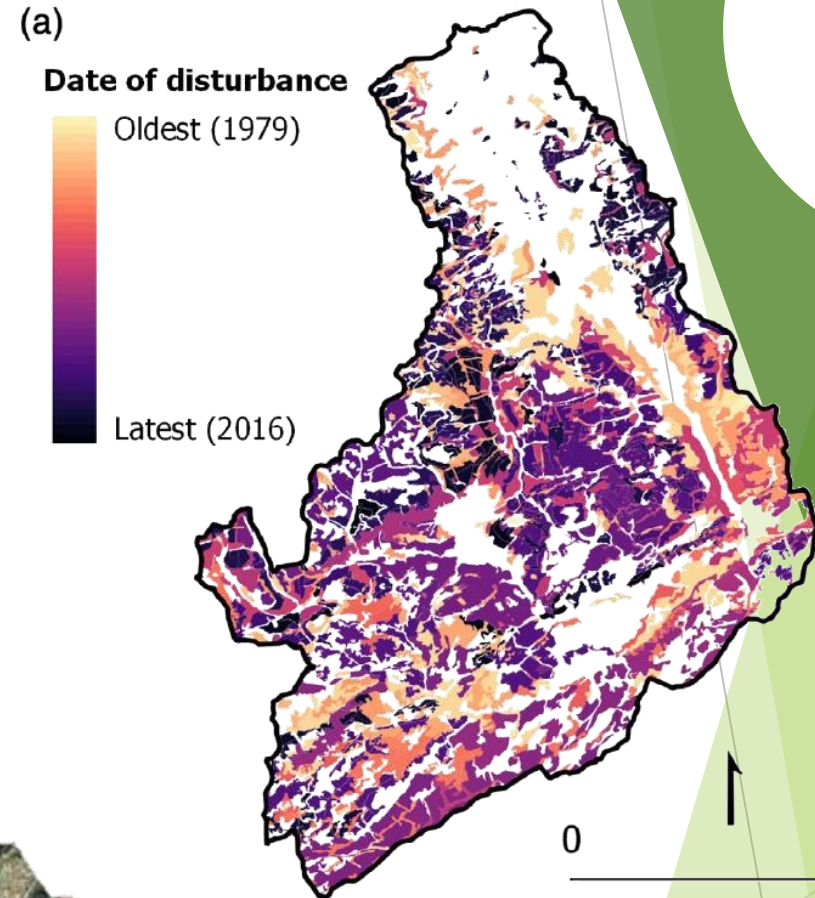 (a)
Date of disturbance
Oldest (1979)
Latest (2016)
0